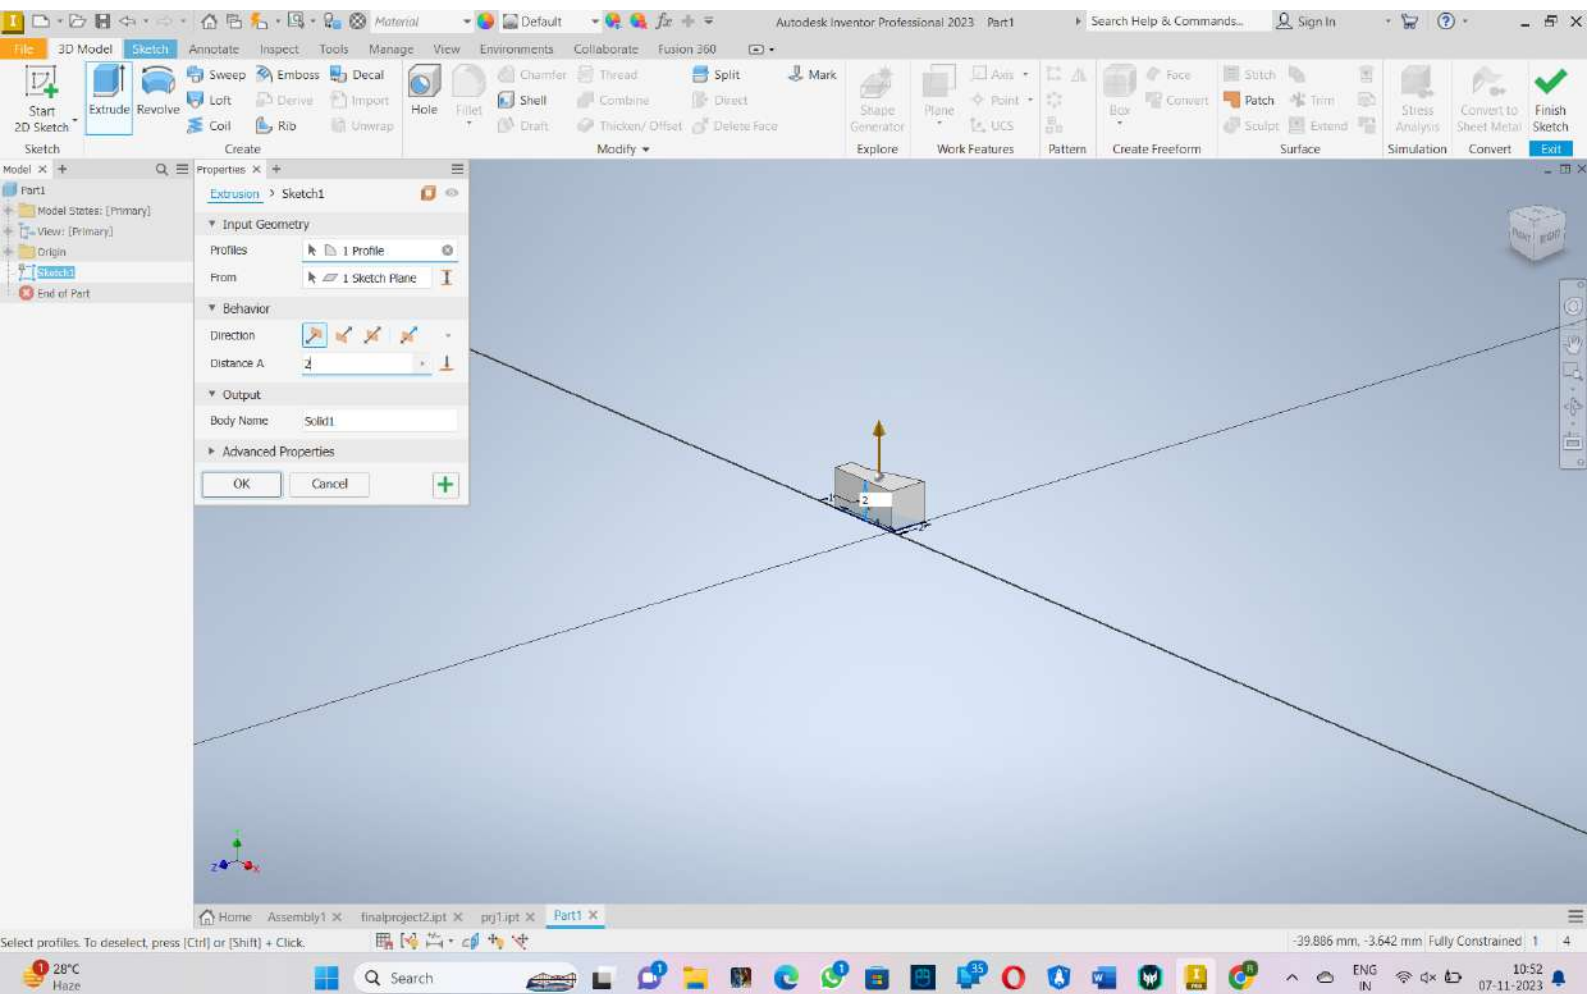 Material Default fx Autodesk Inventor Professional 2023 Part1 Search Help & Commands... Sign In
File 3D Model Sketch Annotate Inspect Tools Manage View Environments Collaborate Fusion 360
Start 2D Sketch
Extrude Revolve
Sweep Emboss Decal
Loft Derive Import
Coil Rib Unwrap
Hole Fillet
Chamfer Thread Split Mark
Shell Combine Direct
Draft Thicken/ Offset Delete Face
Shape Generator
Plane Axis
Point
UCS
Box Face
Convert
Stitch
Patch Trim
Sculpt Extend
Stress Analysis
Convert to Sheet Metal
Finish Sketch
Sketch Create Modify Explore Work Features Pattern Create Freeform Surface Simulation Convert Exit
Model
Part1
Model States: [Primary]
View: [Primary]
Origin
Sketch1
End of Part
Properties
Extrusion > Sketch1
Input Geometry
Profiles 1 Profile
From 1 Sketch Plane
Behavior
Direction
Distance A 2
Output
Body Name Solid1
Advanced Properties
OK Cancel
2
Home Assembly1 finalproject2.ipt prj1.ipt Part1
Select profiles. To deselect, press [Ctrl] or [Shift] + Click. -39.886 mm, -3.642 mm Fully Constrained 1 4
28°C
Haze
Search
ENG
IN
10:52
07-11-2023